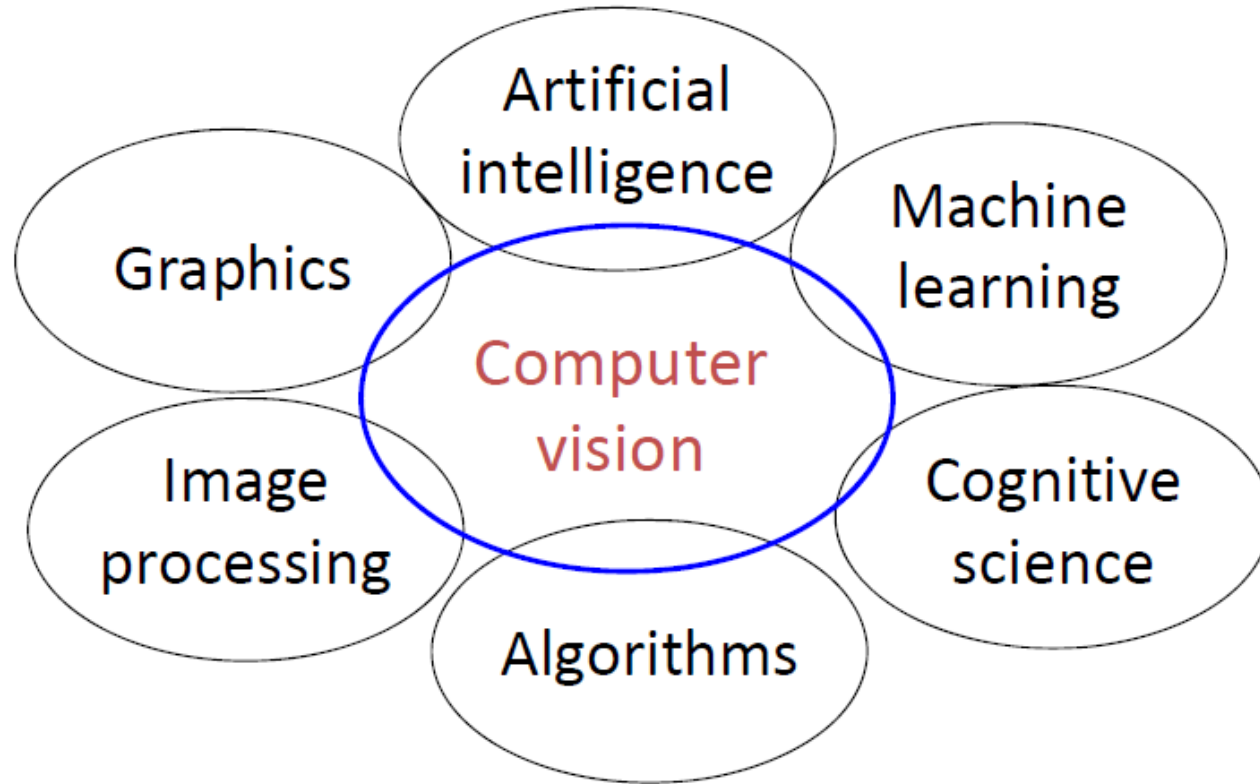 Artificial
intelligence
Machine
learning
Graphics
Computer
vision
Image
processing
Cognitive
science
Algorithms